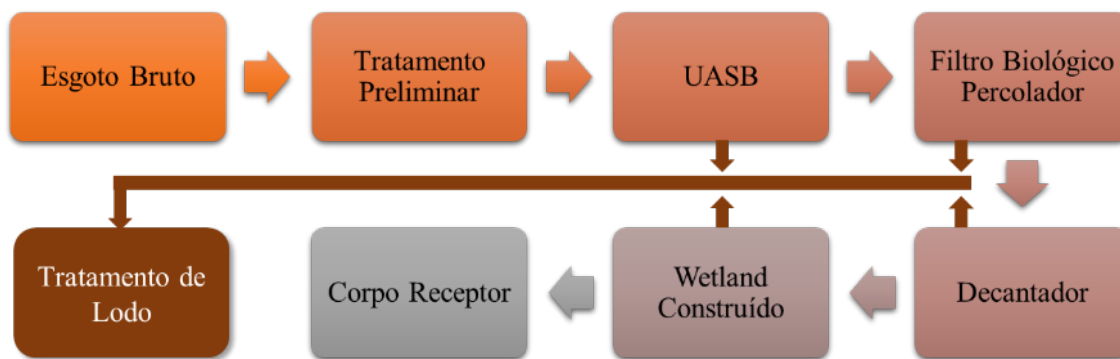 Esgoto Bruto
Tratamento
Preliminar
UASB
Filtro Biológico
Percolador
Tratamento de
Lodo
Corpo Receptor
Wetland
Construído
Decantador